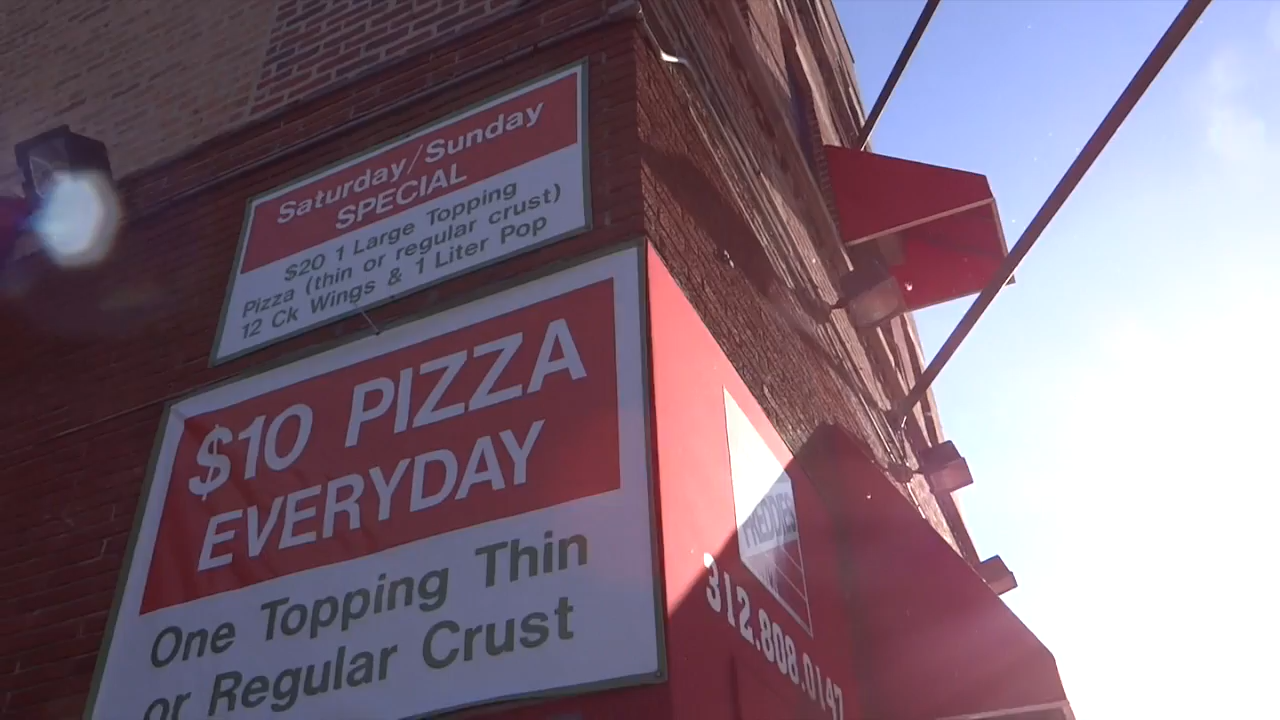 Saturday/Sunday
SPECIAL
$20 1 Large Topping
Pizza (thin or regular crust)
12 Ck Wings & 1 Liter Pop
$10 PIZZA
EVERYDAY
One Topping Thin
or Regular Crust
FREDDIES
312.808.0147